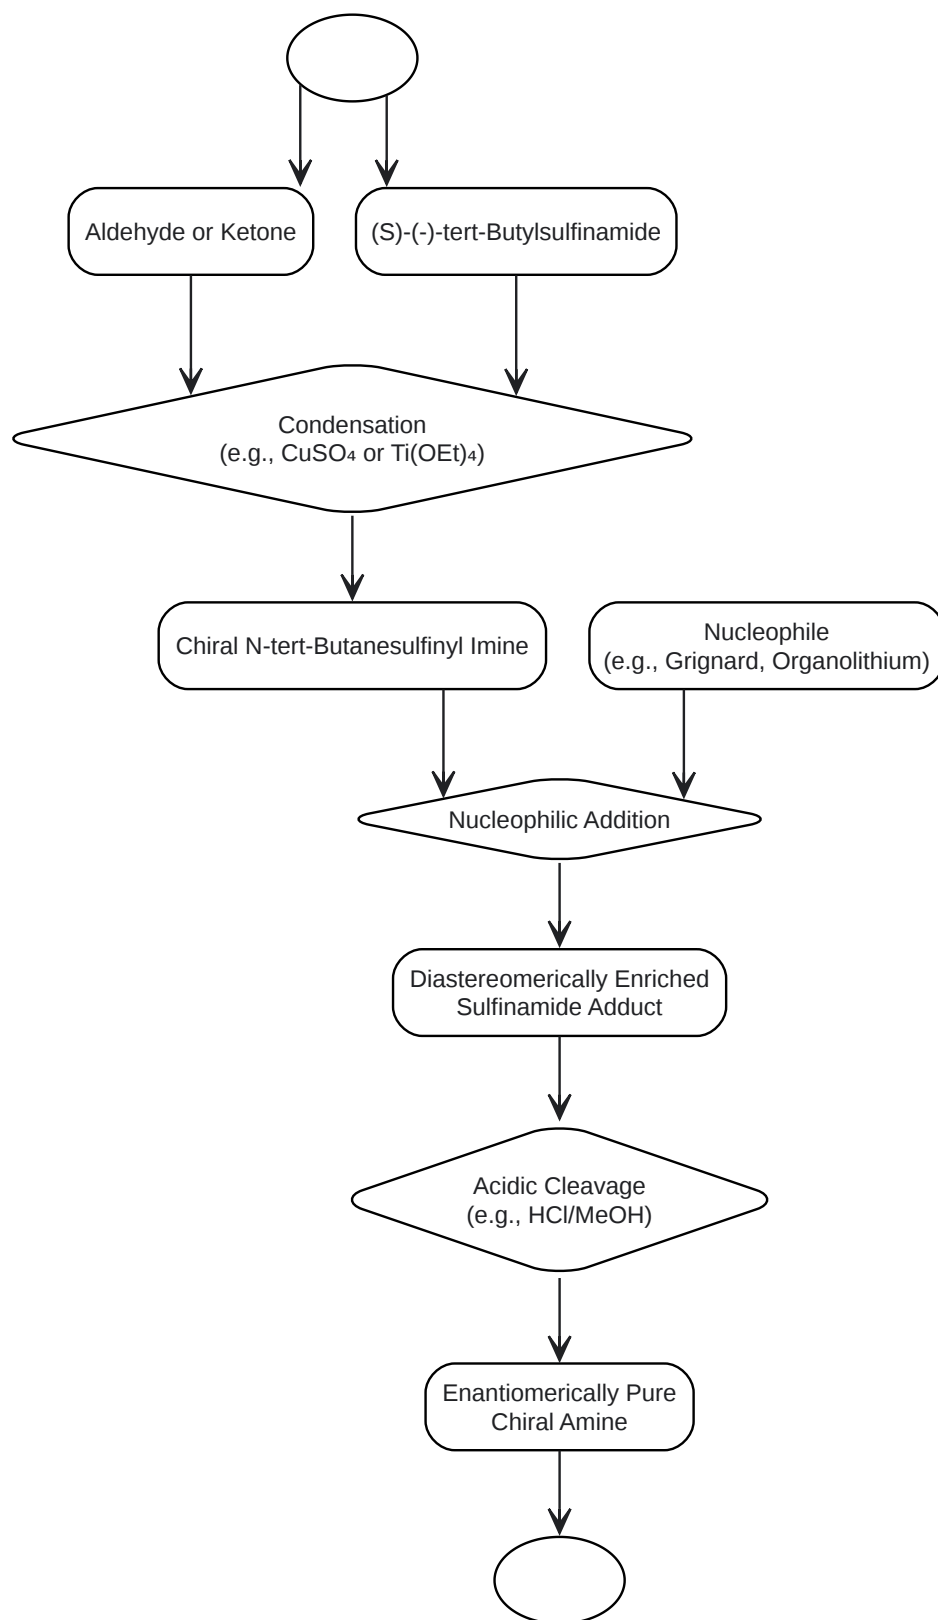 Aldehyde or Ketone
(S)-(-)-tert-Butylsulfinamide
Condensation
(e.g., CuSO₄ or Ti(OEt)₄)
Chiral N-tert-Butanesulfinyl Imine
Nucleophile
(e.g., Grignard, Organolithium)
Nucleophilic Addition
Diastereomerically Enriched
Sulfinamide Adduct
Acidic Cleavage
(e.g., HCl/MeOH)
Enantiomerically Pure
Chiral Amine